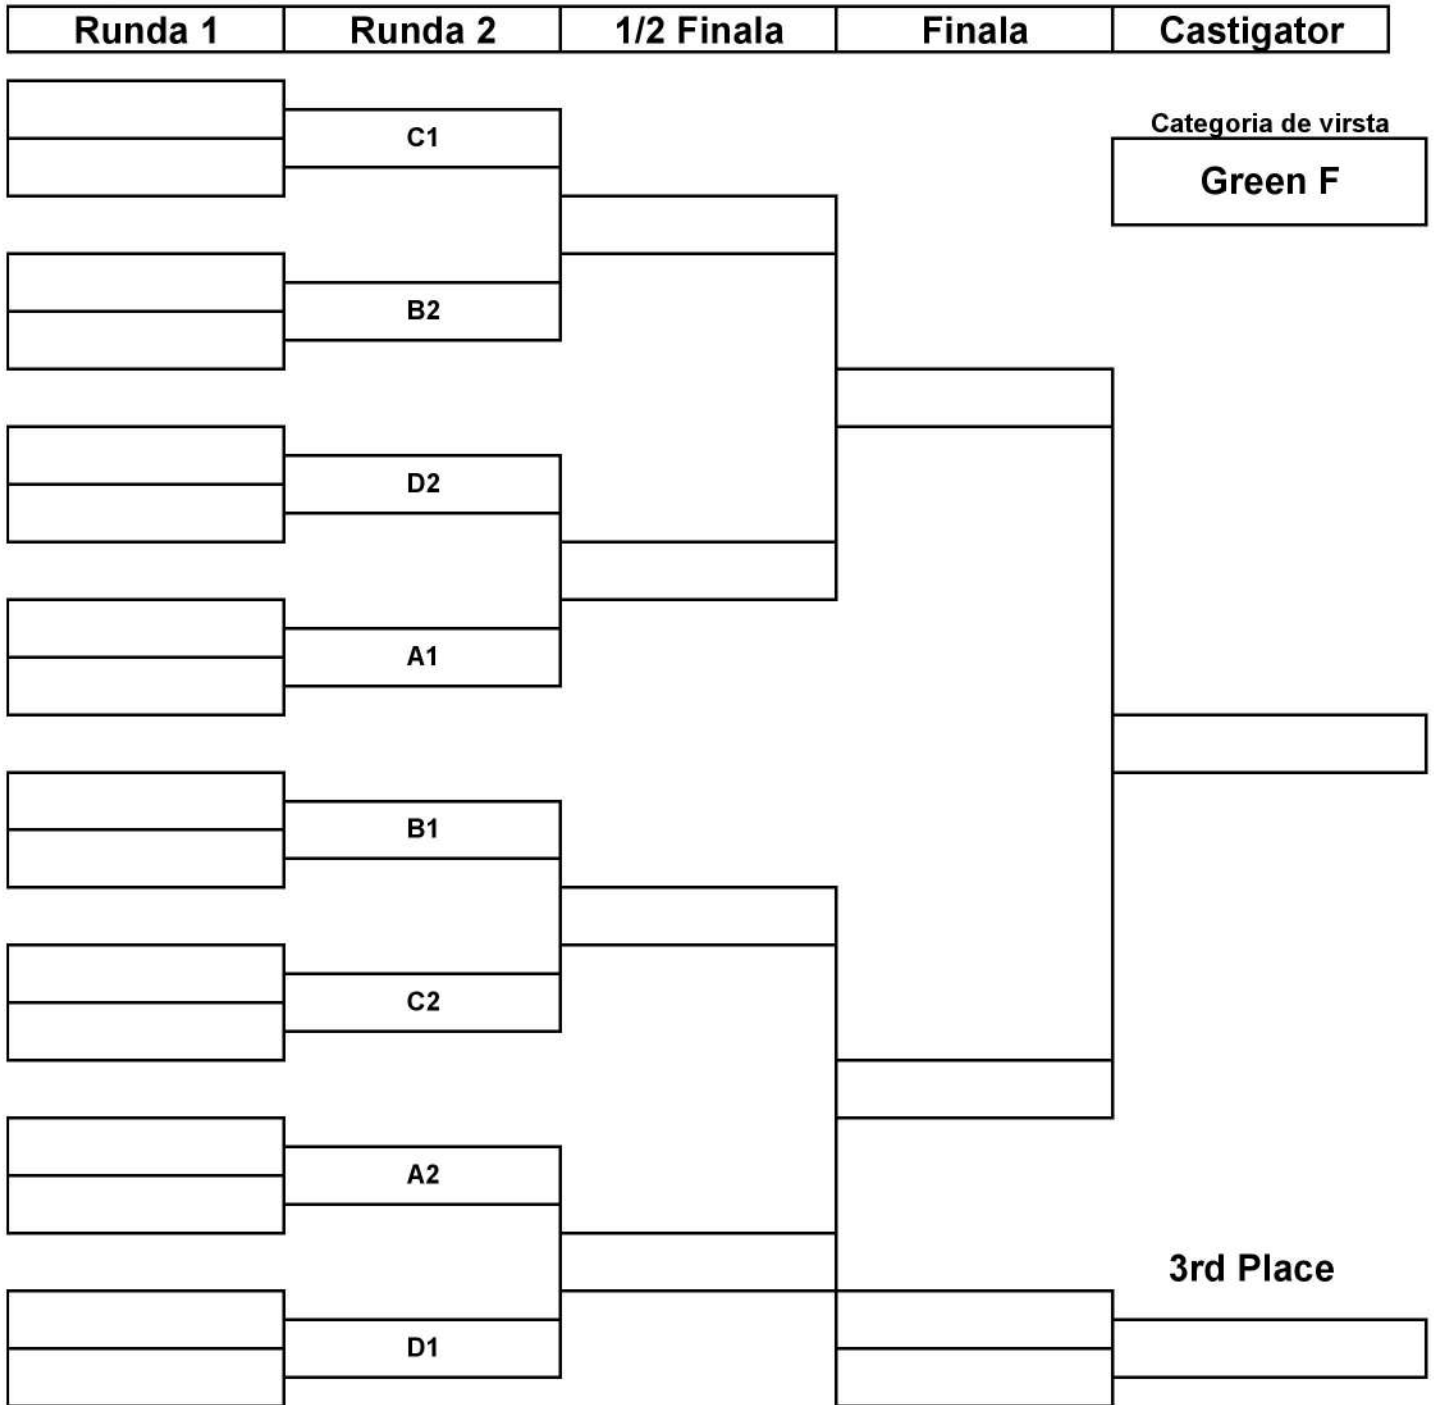 Runda 1 Runda 2 1/2 Finala Finala Castigator
Categoria de virsta
Green F
C1
B2
D2
A1
B1
C2
A2
3rd Place
D1